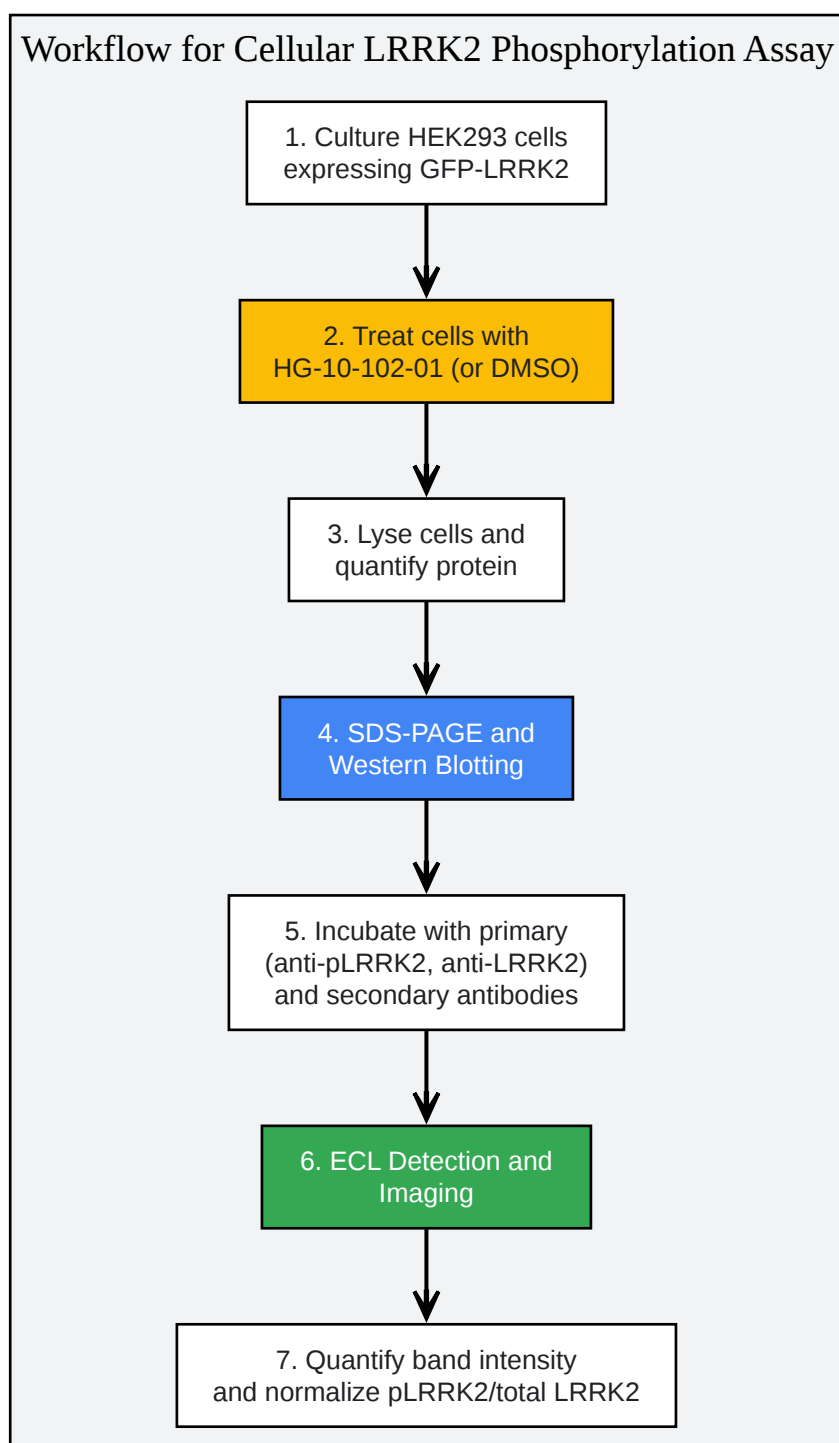 Workflow for Cellular LRRK2 Phosphorylation Assay
1. Culture HEK293 cells
expressing GFP-LRRK2
2. Treat cells with
HG-10-102-01 (or DMSO)
3. Lyse cells and
quantify protein
4. SDS-PAGE and
Western Blotting
5. Incubate with primary
(anti-pLRRK2, anti-LRRK2)
and secondary antibodies
6. ECL Detection and
Imaging
7. Quantify band intensity
and normalize pLRRK2/total LRRK2